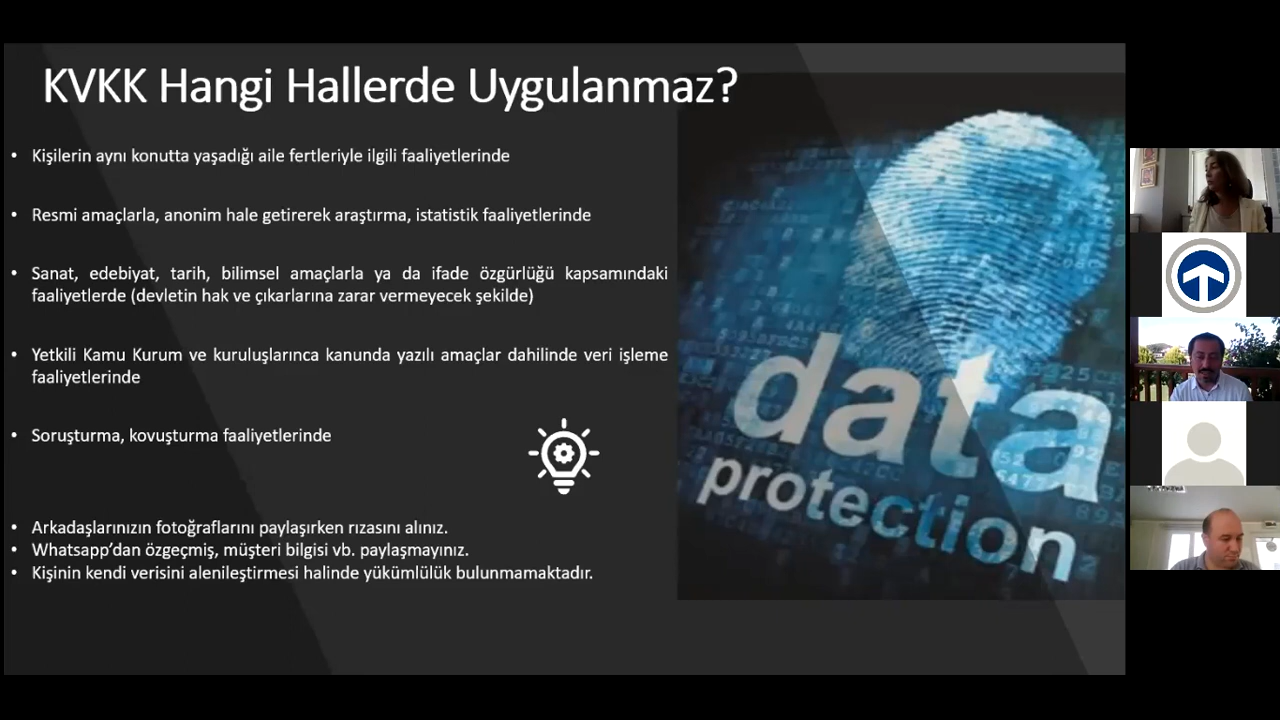 KVKK Hangi Hallerde Uygulanmaz?
• Kişilerin aynı konutta yaşadığı aile fertleriyle ilgili faaliyetlerinde
• Resmi amaçlarla, anonim hale getirerek araştırma, istatistik faaliyetlerinde
• Sanat, edebiyat, tarih, bilimsel amaçlarla ya da ifade özgürlüğü kapsamındaki
faaliyetlerde (devletin hak ve çıkarlarına zarar vermeyecek şekilde)
• Yetkili Kamu Kurum ve kuruluşlarınca kanunda yazılı amaçlar dahilinde veri işleme
faaliyetlerinde
• Soruşturma, kovuşturma faaliyetlerinde
• Arkadaşlarınızın fotoğraflarını paylaşırken rızasını alınız.
• Whatsapp’dan özgeçmiş, müşteri bilgisi vb. paylaşmayınız.
• Kişinin kendi verisini alenileştirmesi halinde yükümlülük bulunmamaktadır.
data
protection